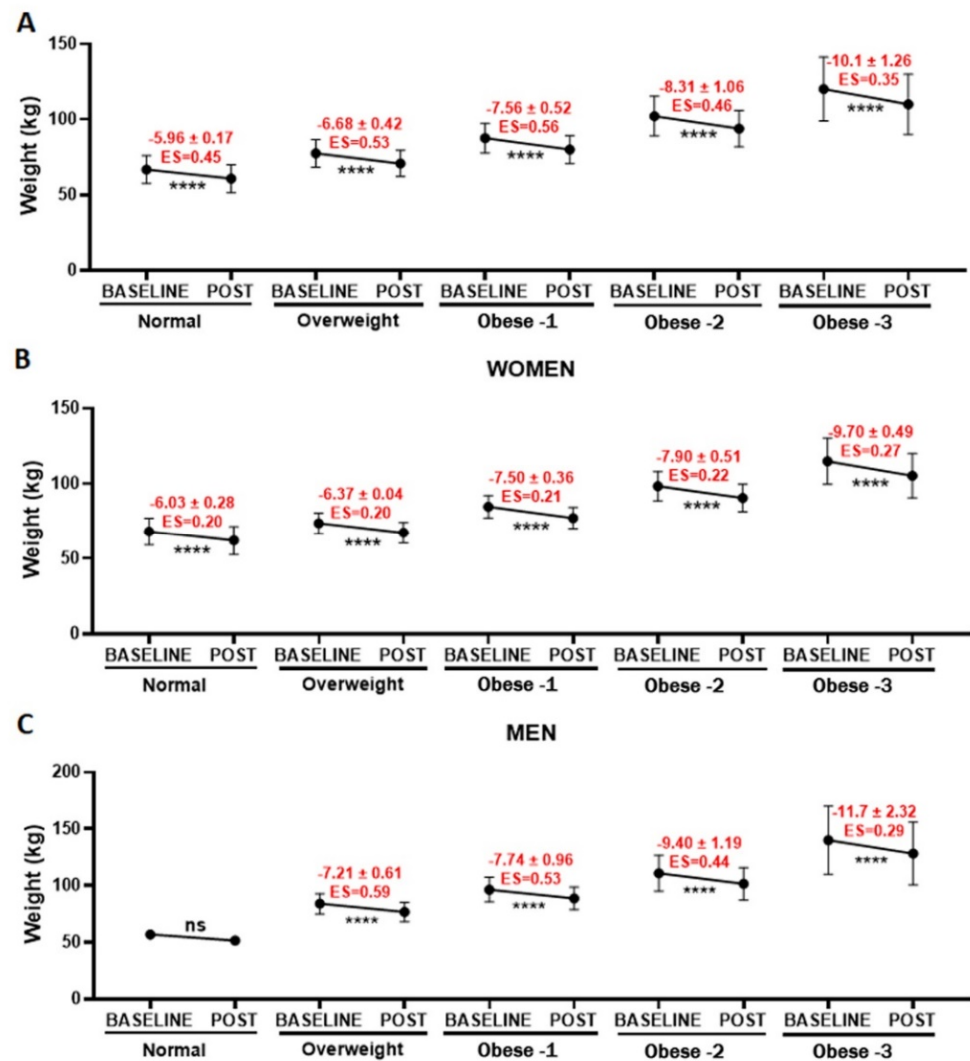 A
Weight (kg)
150
100
50
0
-5.96 ± 0.17
ES=0.45
****
-6.68 ± 0.42
ES=0.53
****
-7.56 ± 0.52
ES=0.56
****
-8.31 ± 1.06
ES=0.46
****
-10.1 ± 1.26
ES=0.35
****
BASELINE POST BASELINE POST BASELINE POST BASELINE POST BASELINE POST
Normal Overweight Obese -1 Obese -2 Obese -3
B
WOMEN
Weight (kg)
150
100
50
0
-6.03 ± 0.28
ES=0.20
****
-6.37 ± 0.04
ES=0.20
****
-7.50 ± 0.36
ES=0.21
****
-7.90 ± 0.51
ES=0.22
****
-9.70 ± 0.49
ES=0.27
****
BASELINE POST BASELINE POST BASELINE POST BASELINE POST BASELINE POST
Normal Overweight Obese -1 Obese -2 Obese -3
C
MEN
Weight (kg)
200
150
100
50
0
ns
-7.21 ± 0.61
ES=0.59
****
-7.74 ± 0.96
ES=0.53
****
-9.40 ± 1.19
ES=0.44
****
-11.7 ± 2.32
ES=0.29
****
BASELINE POST BASELINE POST BASELINE POST BASELINE POST BASELINE POST
Normal Overweight Obese -1 Obese -2 Obese -3